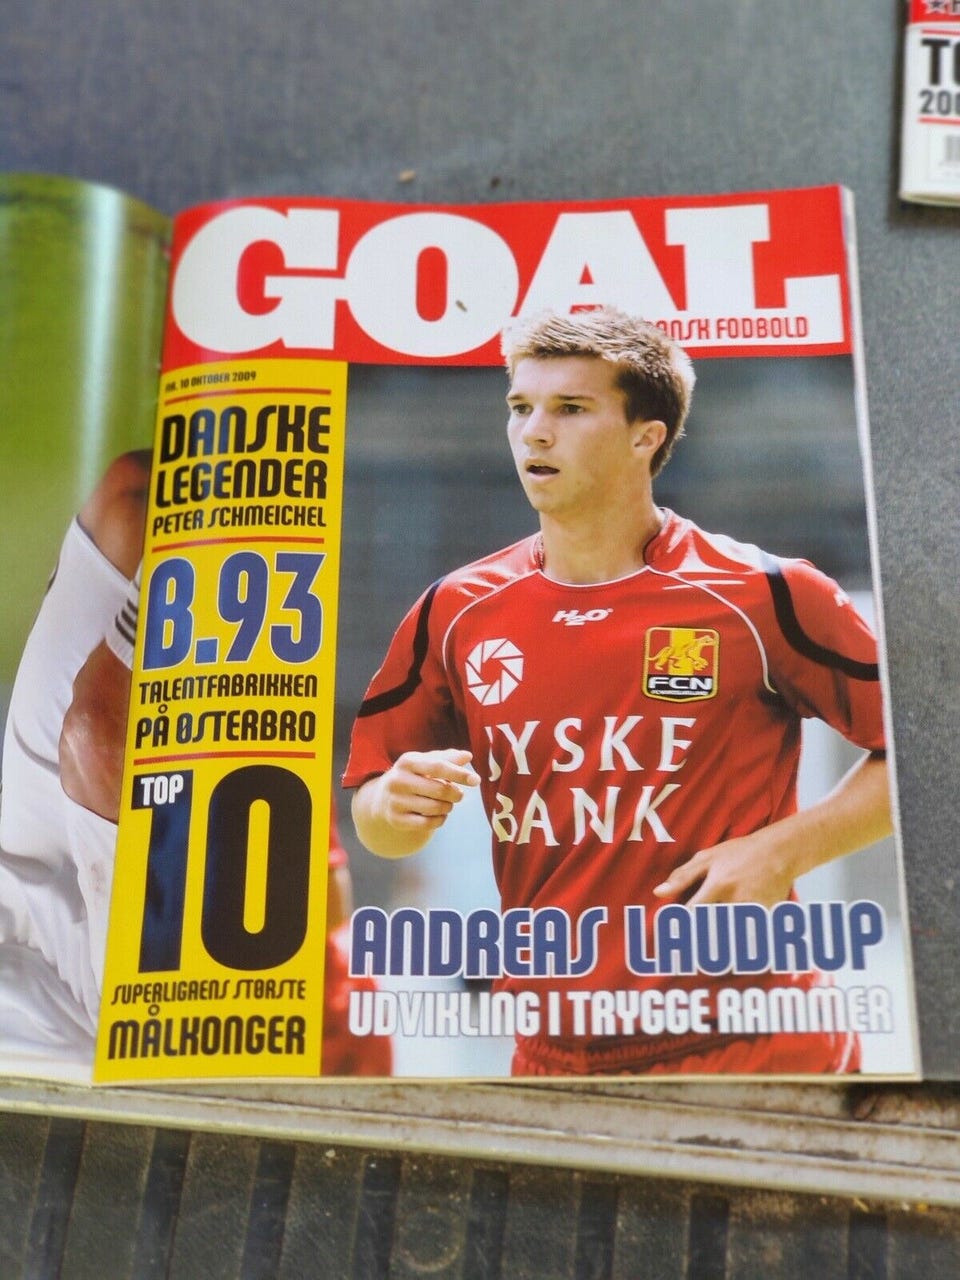 GOAL
DANSK FODBOLD
NR. 10 OKTOBER 2009
DANSKE
LEGENDER
PETER SCHMEICHEL
B.93
TALENTFABRIKKEN
PÅ ØSTERBRO
TOP
10
SUPERLIGAENS STØRSTE
MÅLKONGER
H2O
FCN
JYSKE
BANK
ANDREAS LAUDRUP
UDVIKLING I TRYGGE RAMMER